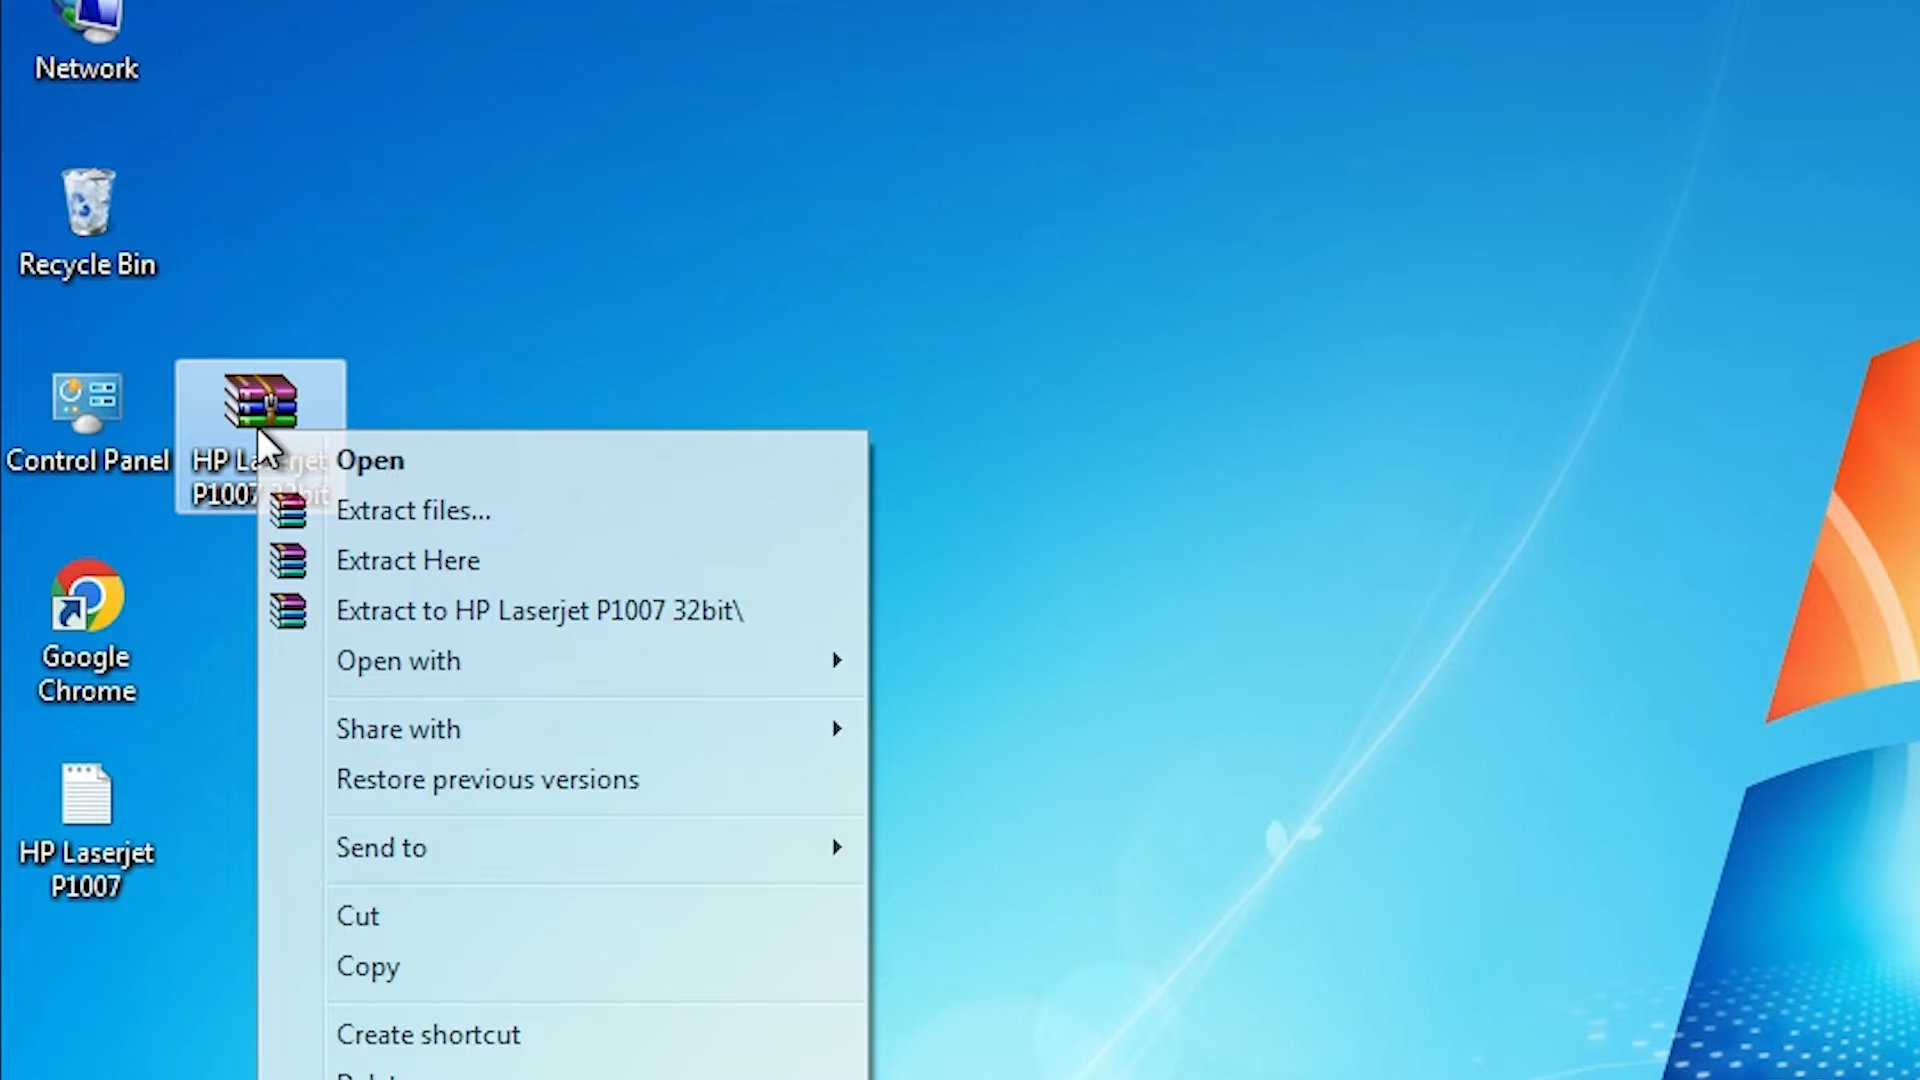 Network
Recycle Bin
Control Panel
HP Laserjet
P1007 32bit
Google
Chrome
HP Laserjet
P1007
Open
Extract files...
Extract Here
Extract to HP Laserjet P1007 32bit\
Open with
Share with
Restore previous versions
Send to
Cut
Copy
Create shortcut